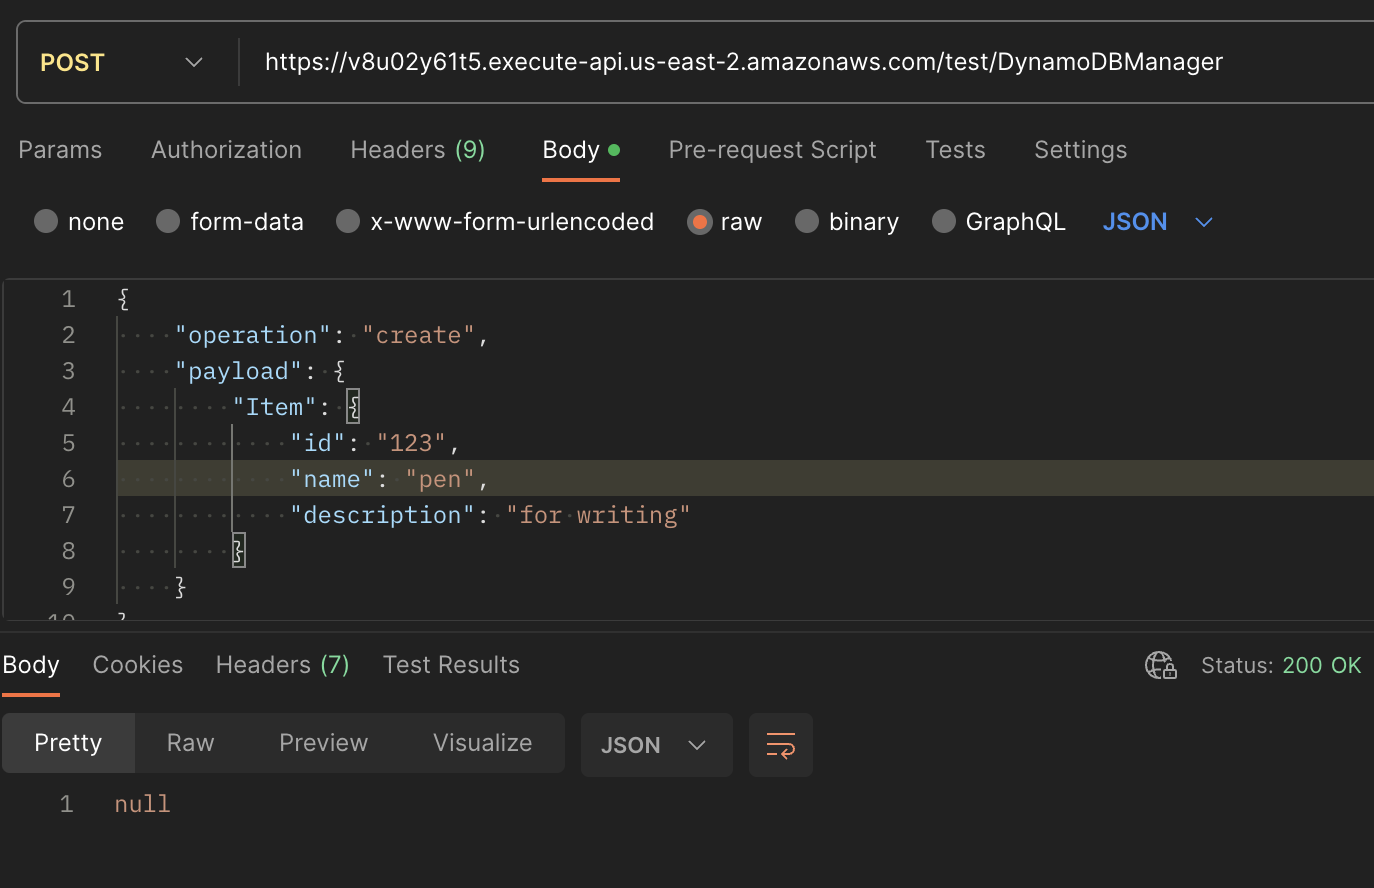 POST https://v8u02y61t5.execute-api.us-east-2.amazonaws.com/test/DynamoDBManager
Params Authorization Headers (9) Body Pre-request Script Tests Settings
none form-data x-www-form-urlencoded raw binary GraphQL JSON
1 {
2 "operation": "create",
3 "payload": {
4 "Item": {
5 "id": "123",
6 "name": "pen",
7 "description": "for writing"
8 }
9 }
10 }
Body Cookies Headers (7) Test Results Status: 200 OK
Pretty Raw Preview Visualize JSON
1 null